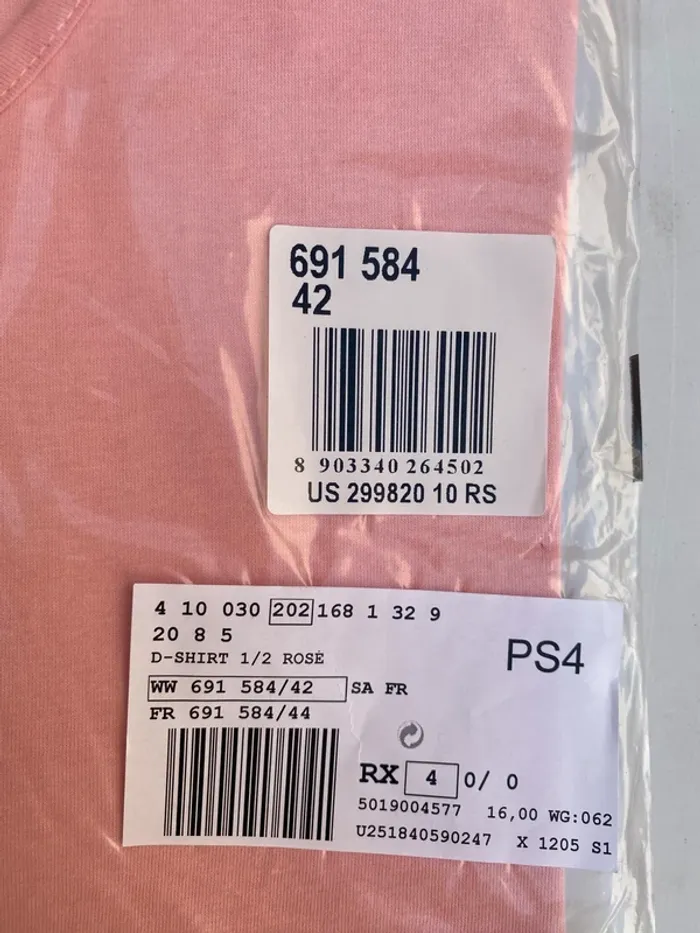 691 584
42
8 903340 264502
US 299820 10 RS
4 10 030 202 168 1 32 9
20 8 5
D-SHIRT 1/2 ROSÉ
PS4
WW 691 584/42 SA FR
FR 691 584/44
RX 4 0/ 0
5019004577 16,00 WG:062
U251840590247 X 1205 S1